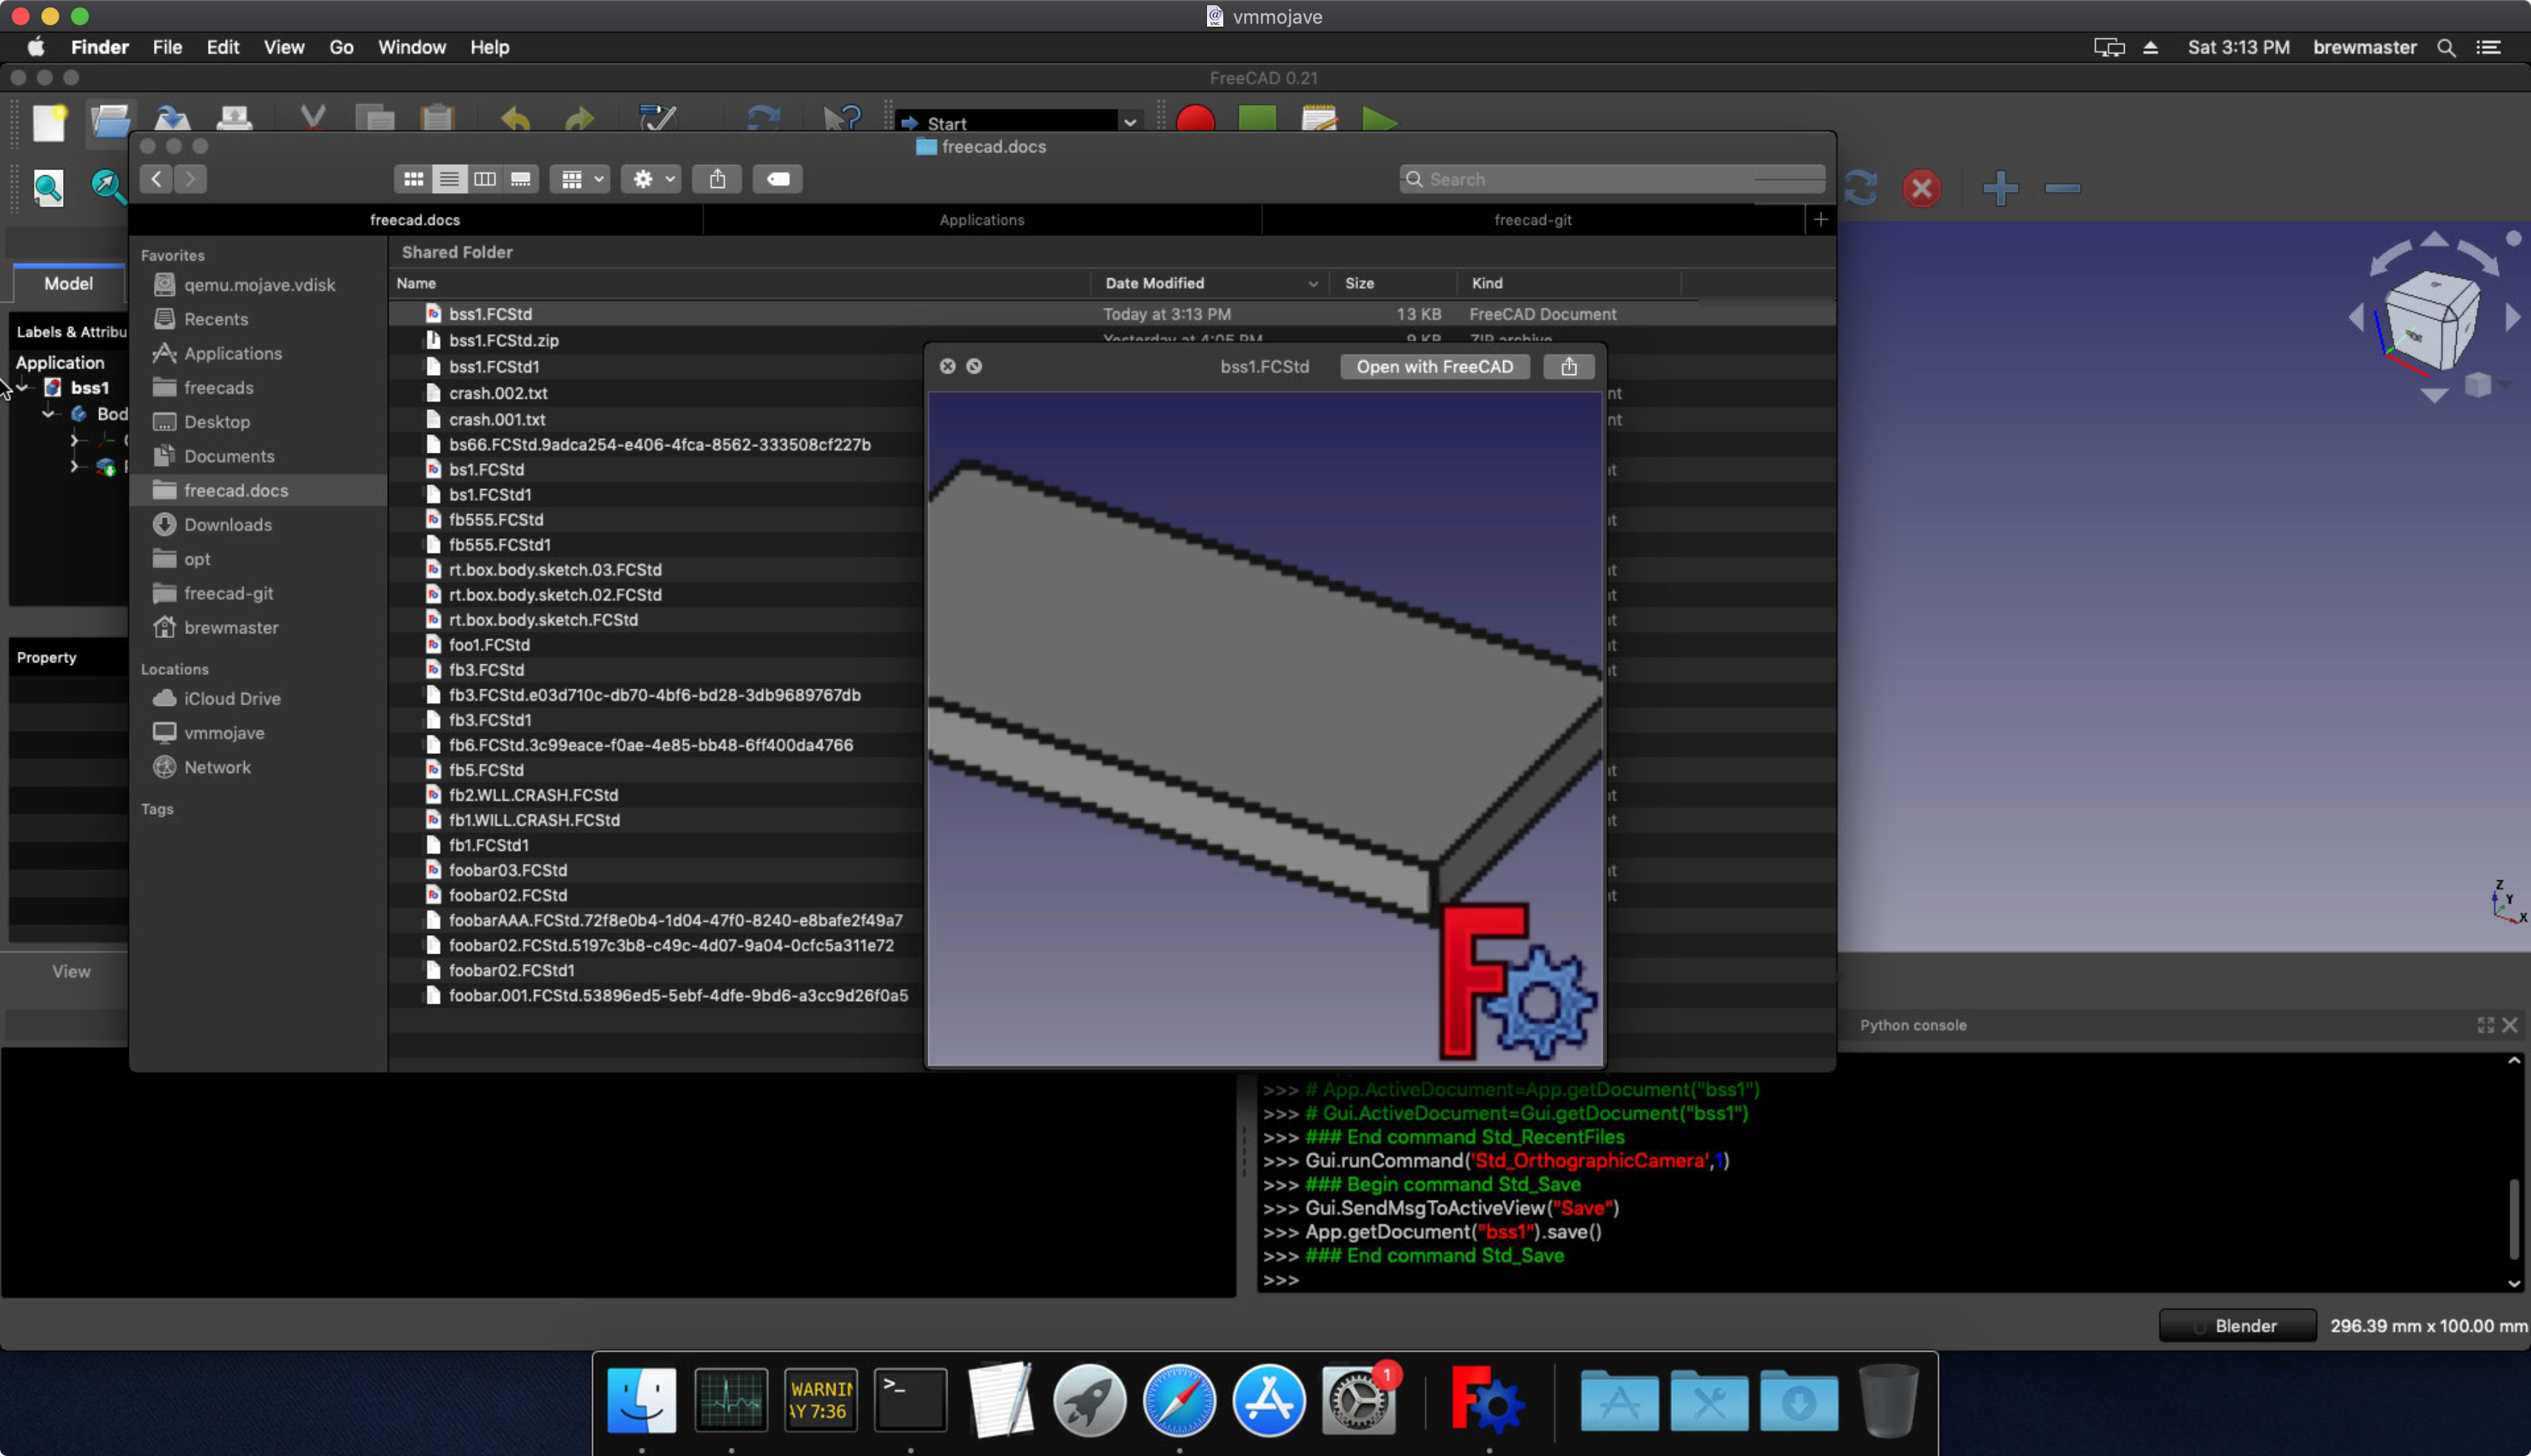 vmmojave
Finder File Edit View Go Window Help Sat 3:13 PM brewmaster
FreeCAD 0.21
Start
freecad.docs
Search
freecad.docs Applications freecad-git
Favorites
qemu.mojave.vdisk
Recents
Applications
freecads
Desktop
Documents
freecad.docs
Downloads
opt
freecad-git
brewmaster
Locations
iCloud Drive
vmmojave
Network
Tags
Model
Labels & Attribu
Application
bss1
Bod
Property
View
Shared Folder
Name Date Modified Size Kind
bss1.FCStd Today at 3:13 PM 13 KB FreeCAD Document
bss1.FCStd.zip Yesterday at 4:05 PM 9 KB ZIP archive
bss1.FCStd1
crash.002.txt
crash.001.txt
bs66.FCStd.9adca254-e406-4fca-8562-333508cf227b
bs1.FCStd
bs1.FCStd1
fb555.FCStd
fb555.FCStd1
rt.box.body.sketch.03.FCStd
rt.box.body.sketch.02.FCStd
rt.box.body.sketch.FCStd
foo1.FCStd
fb3.FCStd
fb3.FCStd.e03d710c-db70-4bf6-bd28-3db9689767db
fb3.FCStd1
fb6.FCStd.3c99eace-f0ae-4e85-bb48-6ff400da4766
fb5.FCStd
fb2.WLL.CRASH.FCStd
fb1.WILL.CRASH.FCStd
fb1.FCStd1
foobar03.FCStd
foobar02.FCStd
foobarAAA.FCStd.72f8e0b4-1d04-47f0-8240-e8bafe2f49a7
foobar02.FCStd.5197c3b8-c49c-4d07-9a04-0cfc5a311e72
foobar02.FCStd1
foobar.001.FCStd.53896ed5-5ebf-4dfe-9bd6-a3cc9d26f0a5
bss1.FCStd Open with FreeCAD
Z
Y
X
Python console
>>> # App.ActiveDocument=App.getDocument("bss1")
>>> # Gui.ActiveDocument=Gui.getDocument("bss1")
>>> ### End command Std_RecentFiles
>>> Gui.runCommand('Std_OrthographicCamera',1)
>>> ### Begin command Std_Save
>>> Gui.SendMsgToActiveView("Save")
>>> App.getDocument("bss1").save()
>>> ### End command Std_Save
>>>
Blender 296.39 mm x 100.00 mm
WARNIN
AY 7:36
1